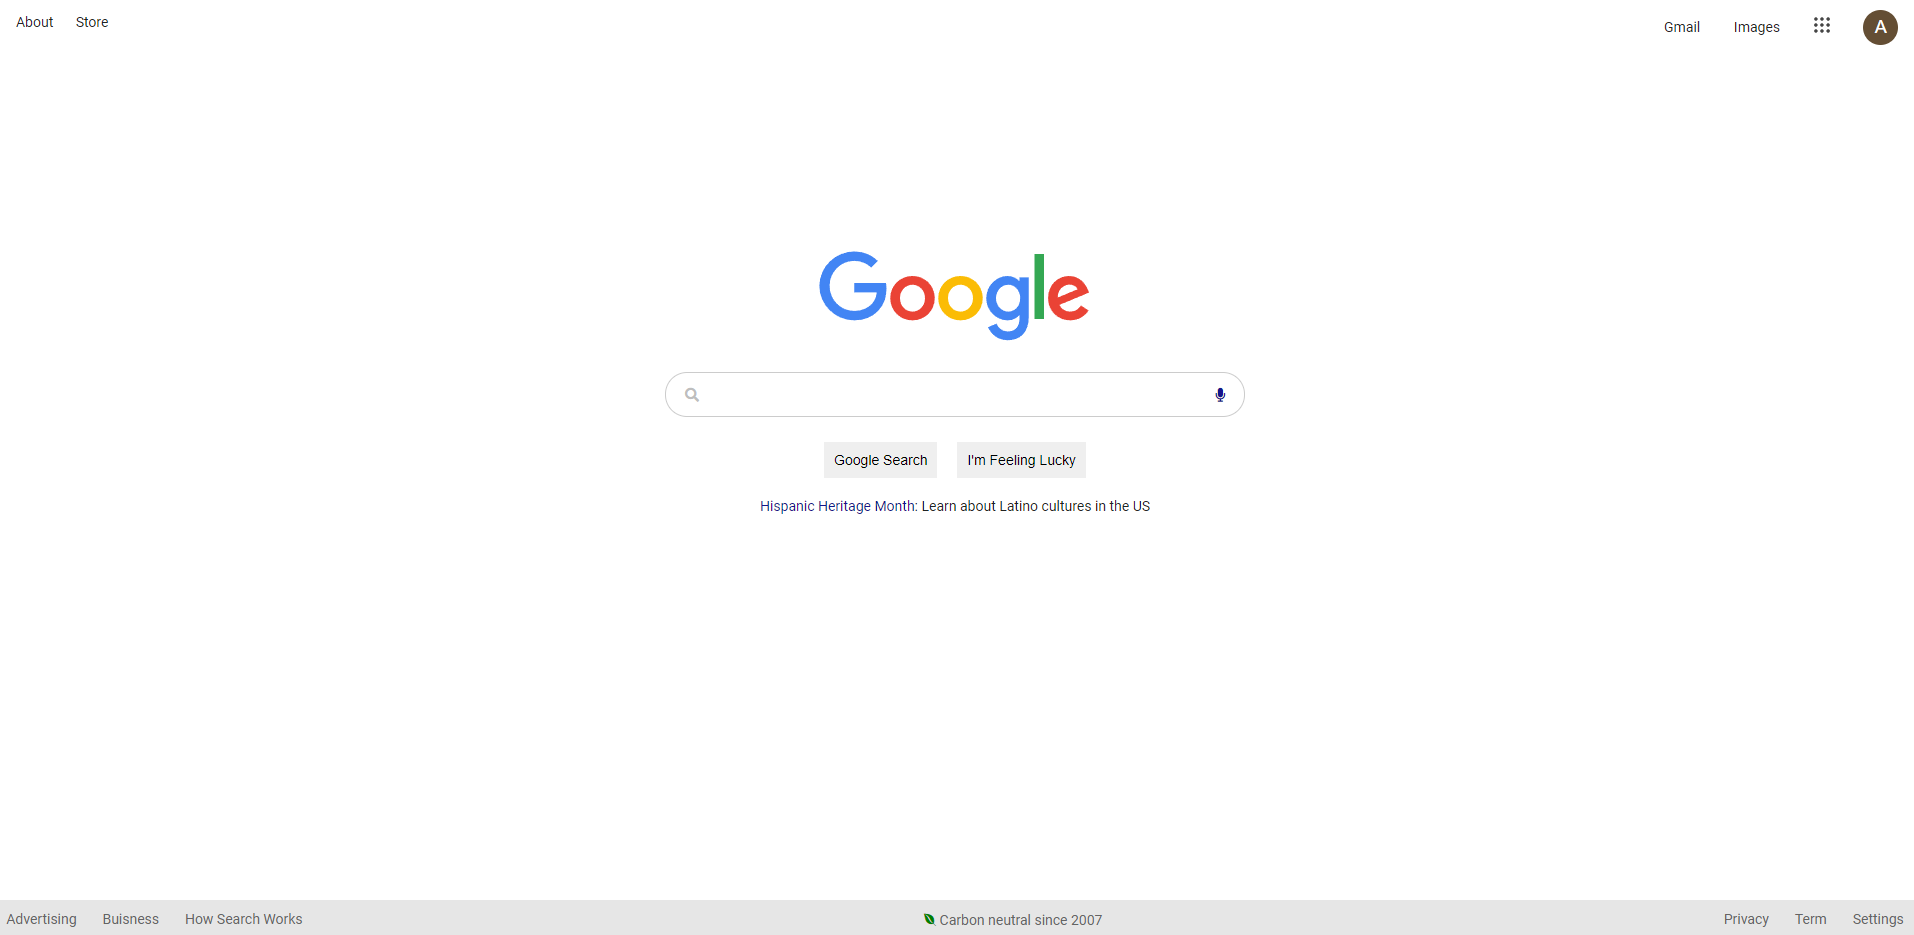 About Store Gmail Images A
Google
Google Search I'm Feeling Lucky
Hispanic Heritage Month: Learn about Latino cultures in the US
Advertising Buisness How Search Works Carbon neutral since 2007 Privacy Term Settings